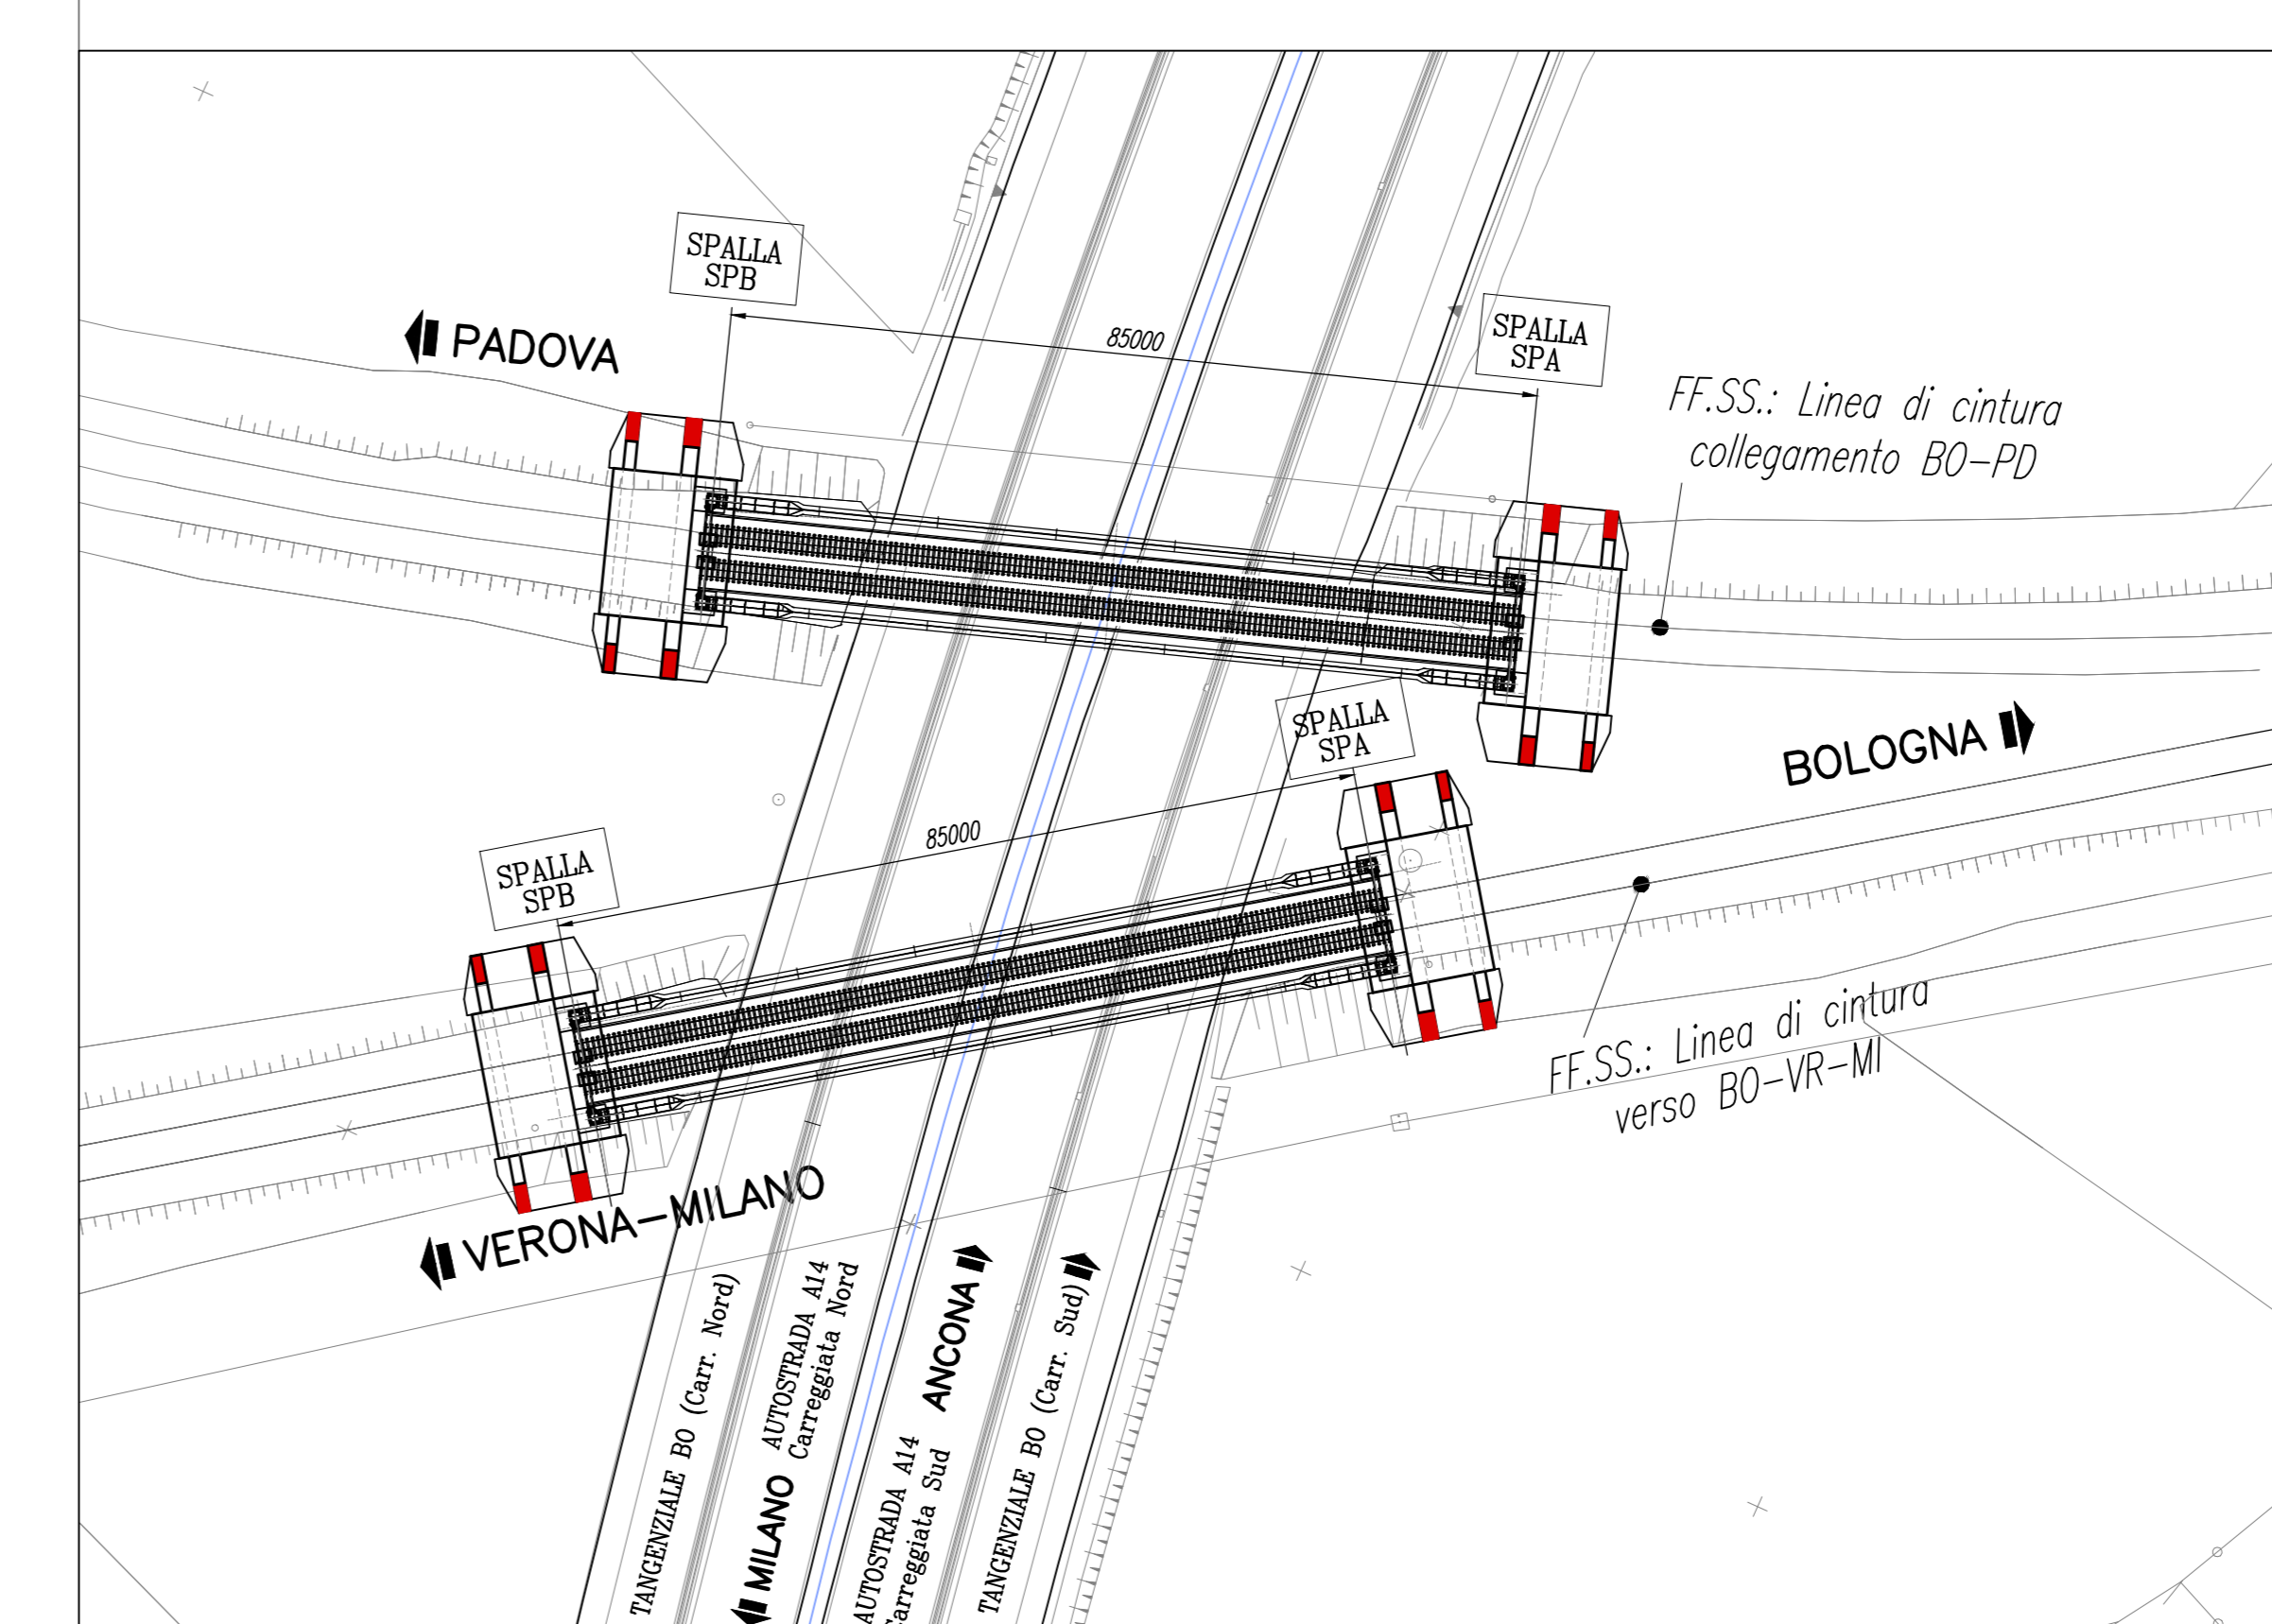 SPALLA
SPB
PADOVA
85000
SPALLA
SPA
FF.SS.: Linea di cintura
collegamento BO-PD
SPALLA
SPA
BOLOGNA
85000
SPALLA
SPB
FF.SS.: Linea di cintura
verso BO-VR-MI
VERONA-MILANO
TANGENZIALE BO (Carr. Nord)
MILANO
AUTOSTRADA A14
Carreggiata Nord
AUTOSTRADA A14
arreggiata Sud
ANCONA
TANGENZIALE BO (Carr. Sud)